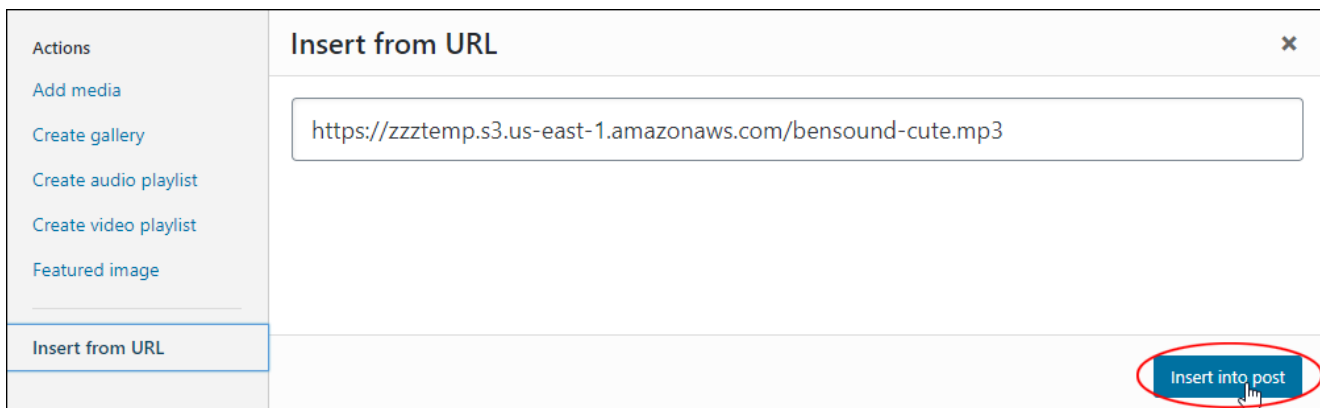 Actions
Add media
Create gallery
Create audio playlist
Create video playlist
Featured image
Insert from URL
Insert from URL
https://zzztemp.s3.us-east-1.amazonaws.com/bensound-cute.mp3
Insert into post